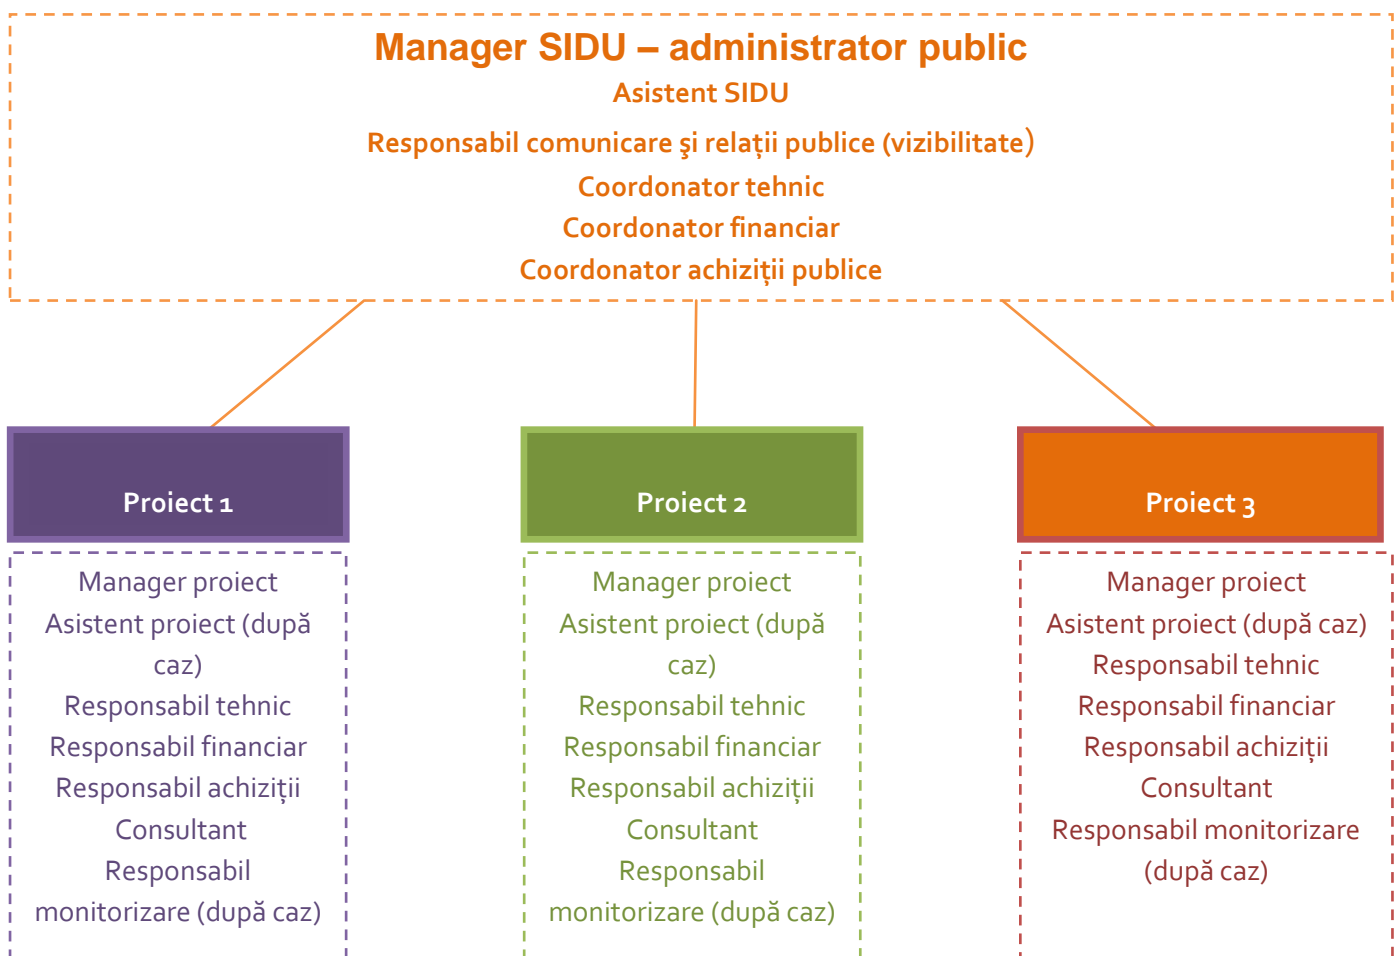 Manager SIDU – administrator public
Asistent SIDU
Responsabil comunicare şi relații publice (vizibilitate)
Coordonator tehnic
Coordonator financiar
Coordonator achiziții publice
Proiect 1
Manager proiect
Asistent proiect (după
caz)
Responsabil tehnic
Responsabil financiar
Responsabil achiziții
Consultant
Responsabil
monitorizare (după caz)
Proiect 2
Manager proiect
Asistent proiect (după
caz)
Responsabil tehnic
Responsabil financiar
Responsabil achiziții
Consultant
Responsabil
monitorizare (după caz)
Proiect 3
Manager proiect
Asistent proiect (după caz)
Responsabil tehnic
Responsabil financiar
Responsabil achiziții
Consultant
Responsabil monitorizare
(după caz)